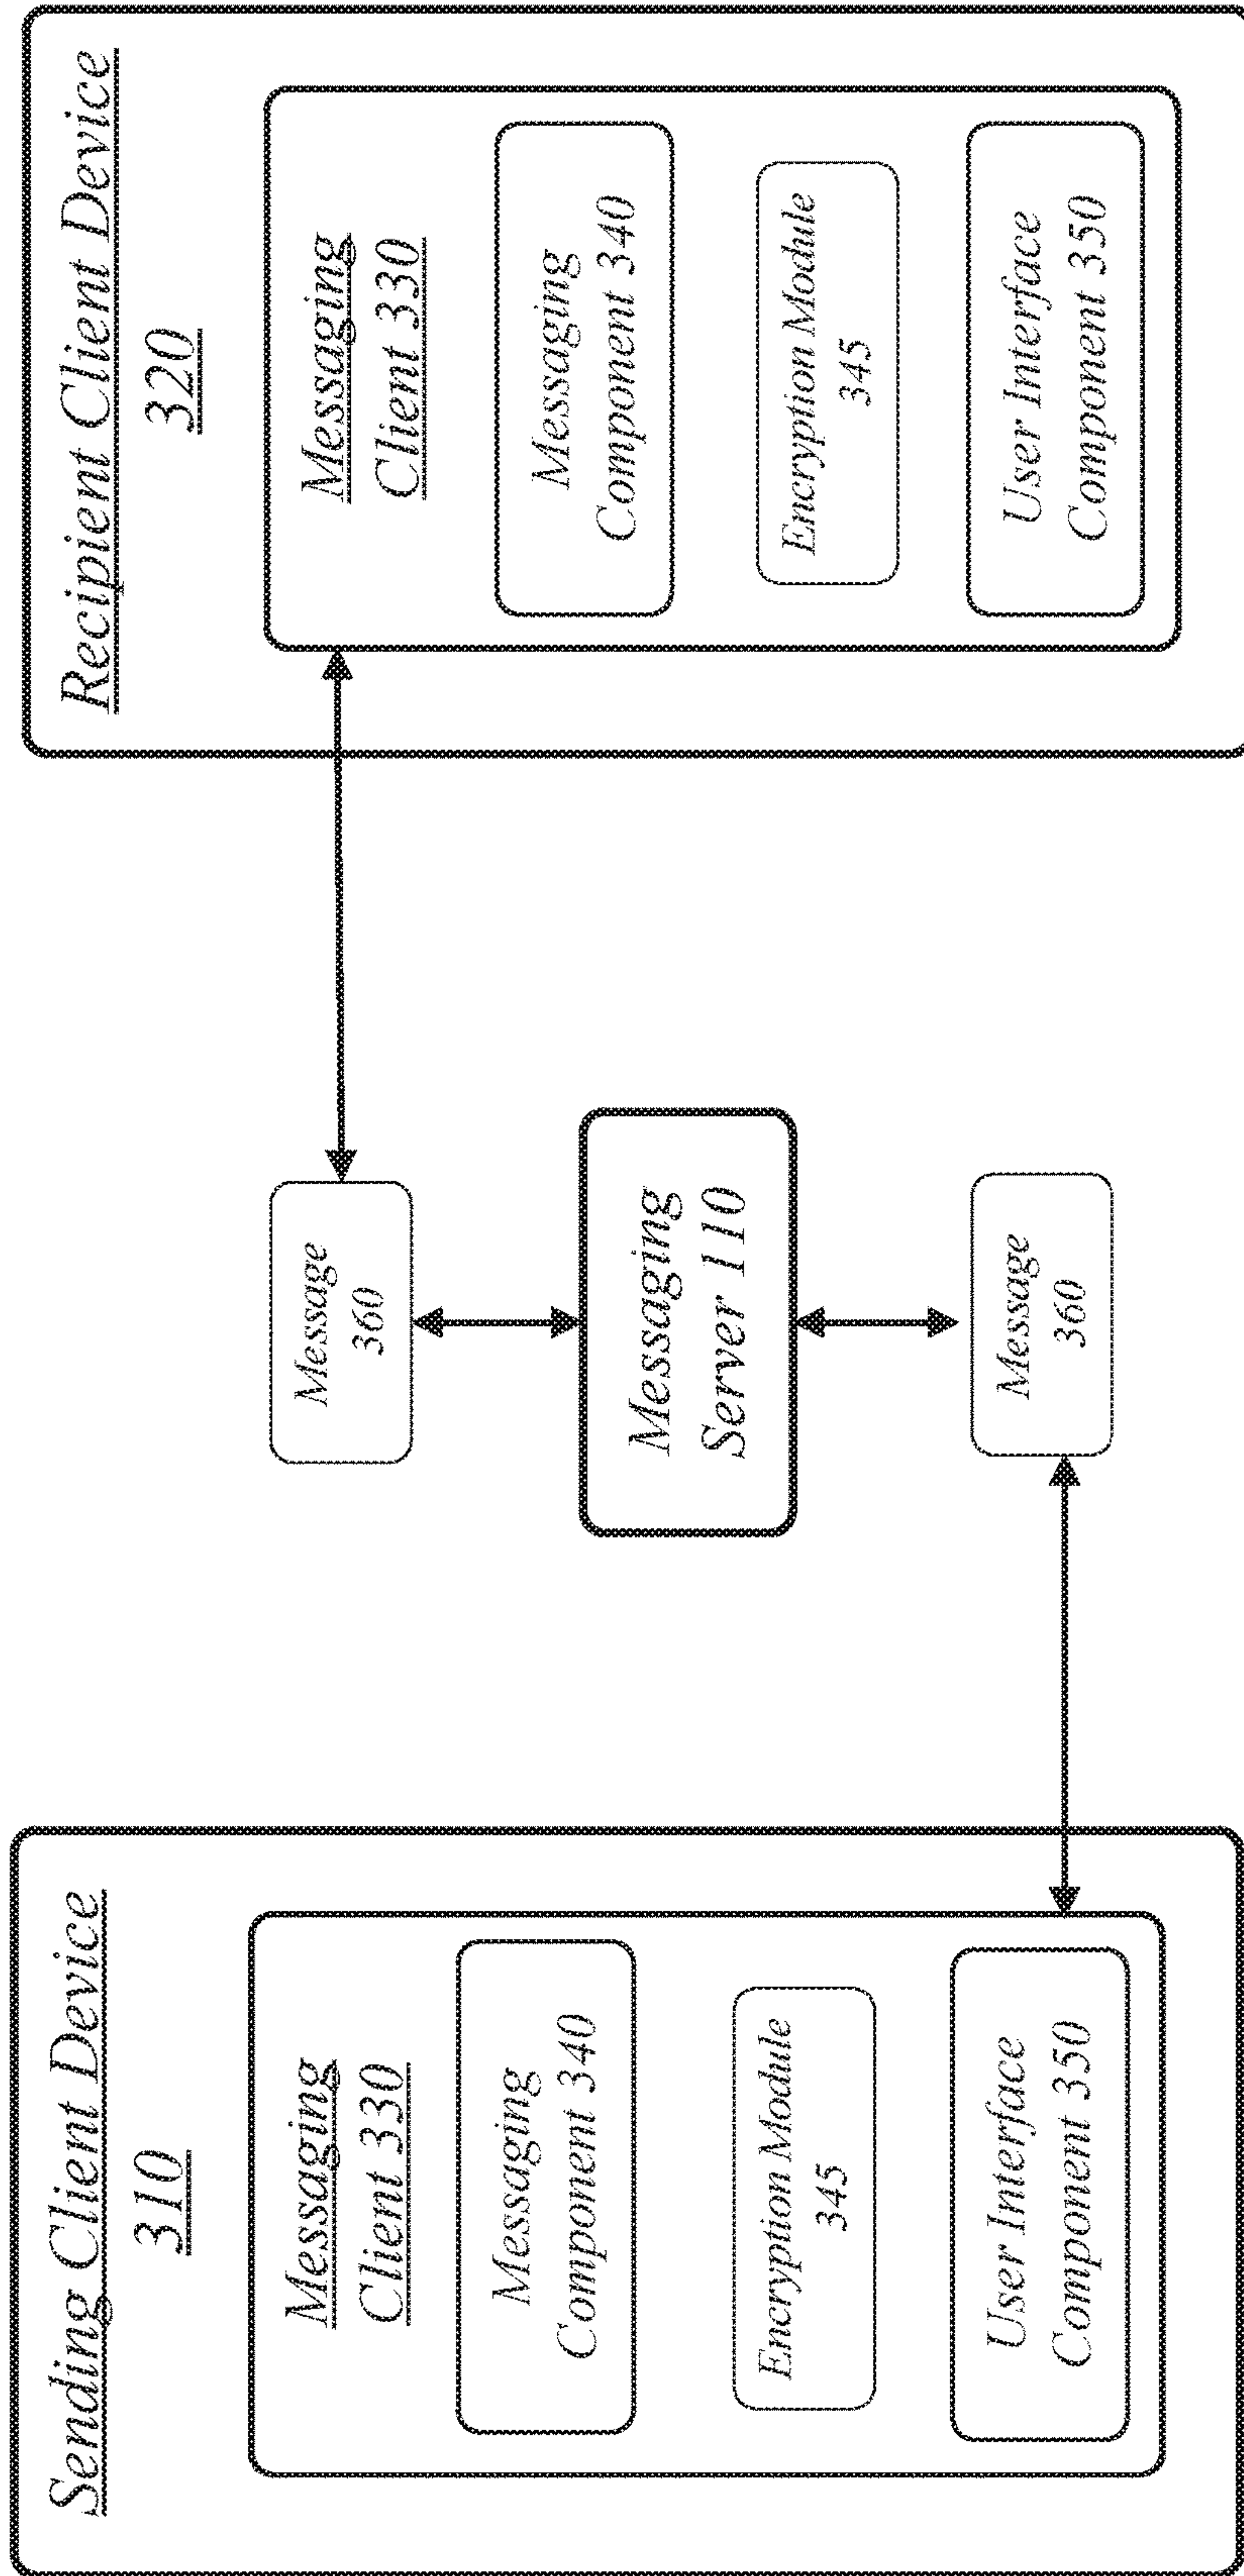 Sending Client Device
310
Messaging
Client 330
Messaging
Component 340
Encryption Module
345
User Interface
Component 350
Message
360
Messaging
Server 110
Message
360
Recipient Client Device
320
Messaging
Client 330
Messaging
Component 340
Encryption Module
345
User Interface
Component 350